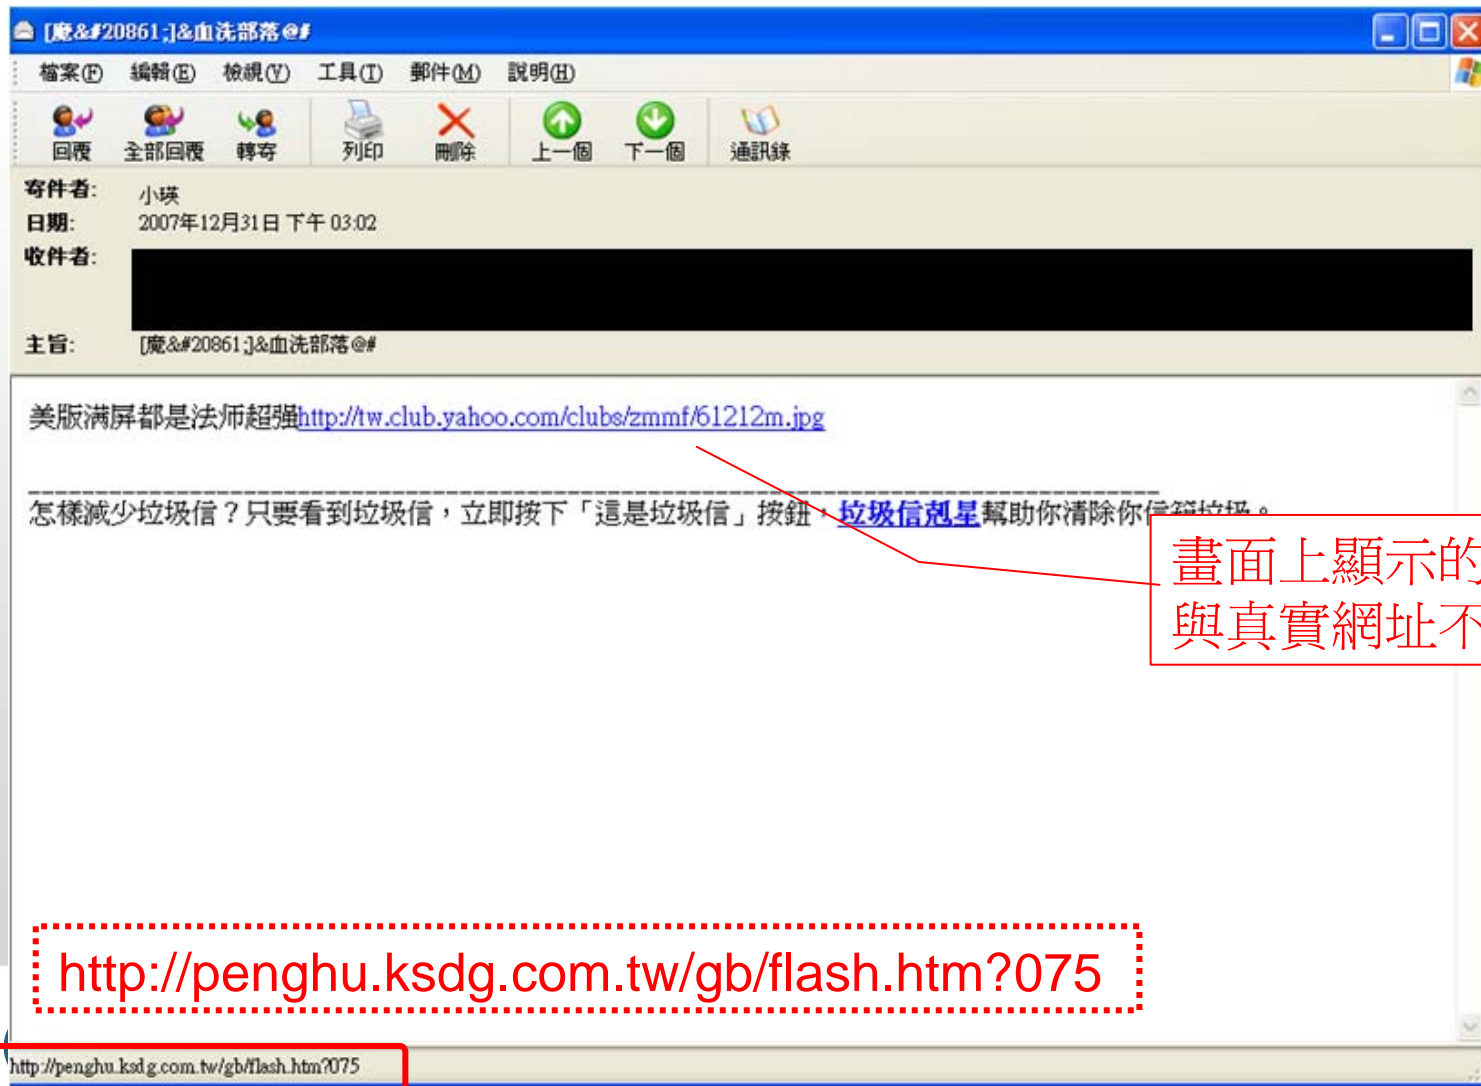 [魔&#20861;]&血洗部落@#
檔案(F) 編輯(E) 檢視(V) 工具(T) 郵件(M) 說明(H)
回覆 全部回覆 轉寄 列印 刪除 上一個 下一個 通訊錄
寄件者: 小瑛
日期: 2007年12月31日 下午 03:02
收件者:
主旨: [魔&#20861;]&血洗部落@#
美版满屏都是法师超强http://tw.club.yahoo.com/clubs/zmmf/61212m.jpg
怎樣減少垃圾信？只要看到垃圾信，立即按下「這是垃圾信」按鈕，垃圾信剋星幫助你清除你信箱垃圾。
畫面上顯示的
與真實網址不
http://penghu.ksdg.com.tw/gb/flash.htm?075
http://penghu.ksdg.com.tw/gb/flash.htm?075